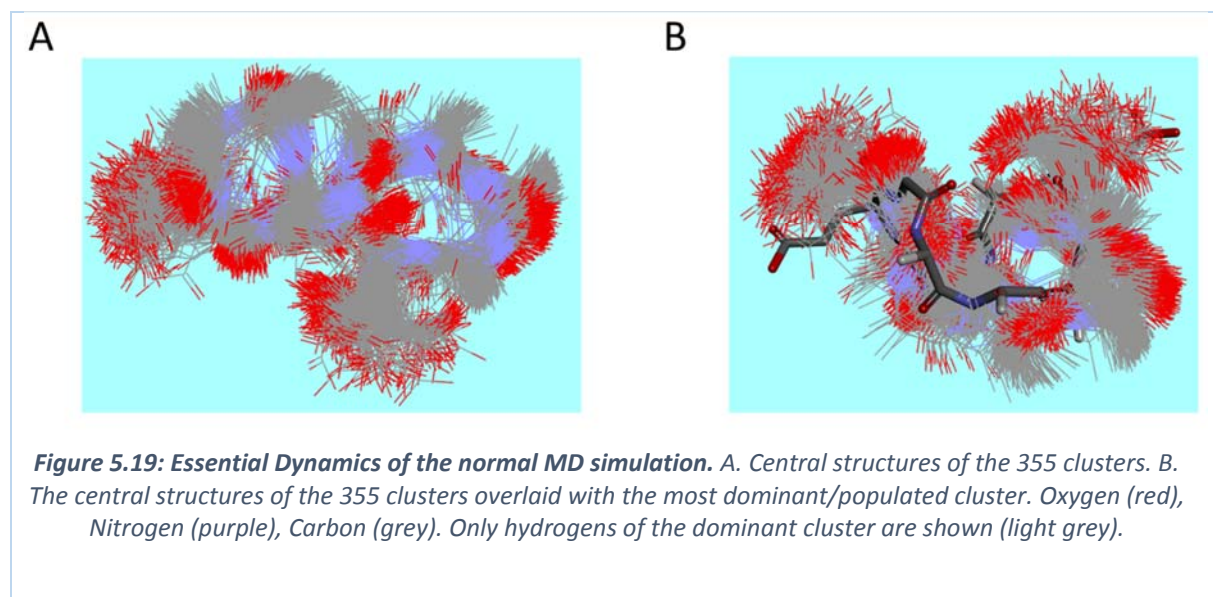 A
B
Figure 5.19: Essential Dynamics of the normal MD simulation. A. Central structures of the 355 clusters. B.
The central structures of the 355 clusters overlaid with the most dominant/populated cluster. Oxygen (red),
Nitrogen (purple), Carbon (grey). Only hydrogens of the dominant cluster are shown (light grey).